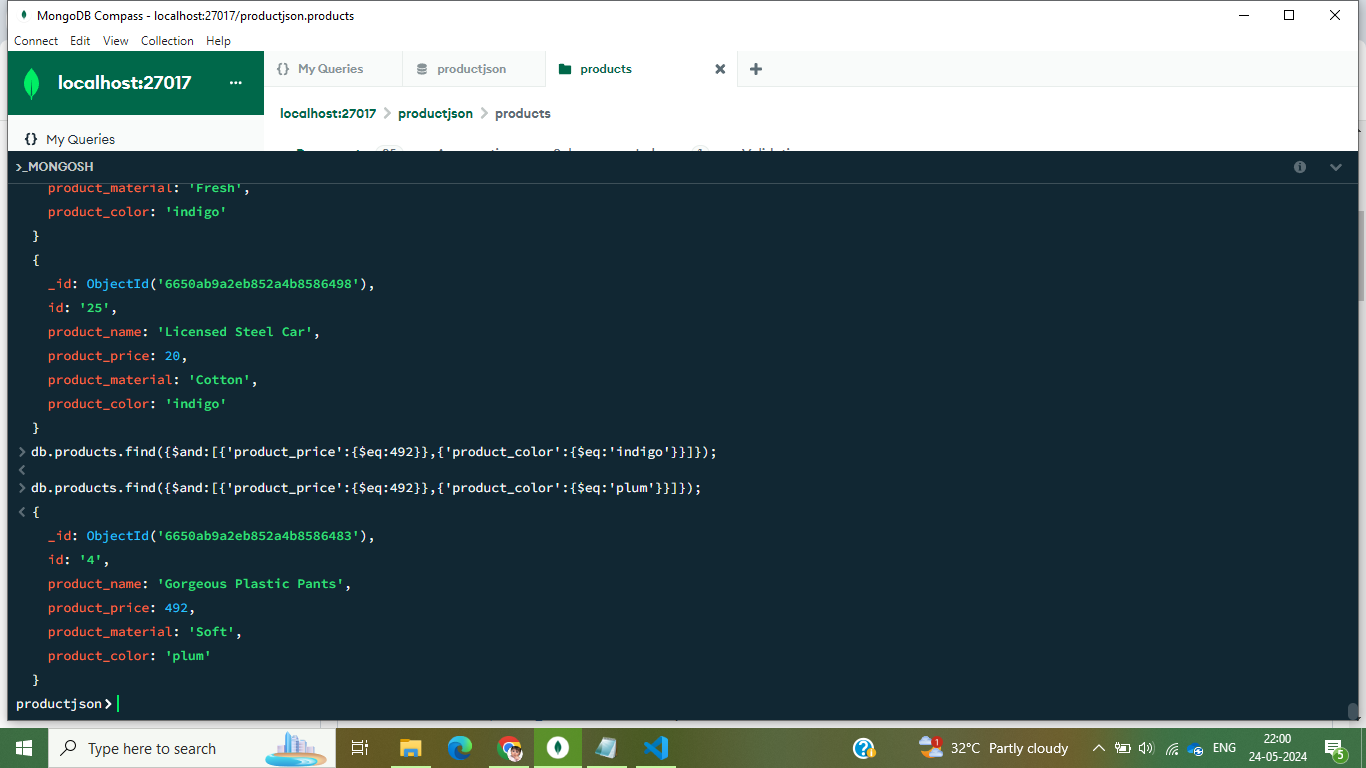 MongoDB Compass - localhost:27017/productjson.products
Connect Edit View Collection Help
localhost:27017 ...
{} My Queries
productjson
products
localhost:27017 > productjson > products
{} My Queries
>_MONGOSH
product_material: 'Fresh',
product_color: 'indigo'
}
{
_id: ObjectId('6650ab9a2eb852a4b8586498'),
id: '25',
product_name: 'Licensed Steel Car',
product_price: 20,
product_material: 'Cotton',
product_color: 'indigo'
}
> db.products.find({$and:[{'product_price':{$eq:492}},{'product_color':{$eq:'indigo'}}]});
<
> db.products.find({$and:[{'product_price':{$eq:492}},{'product_color':{$eq:'plum'}}]});
< {
_id: ObjectId('6650ab9a2eb852a4b8586483'),
id: '4',
product_name: 'Gorgeous Plastic Pants',
product_price: 492,
product_material: 'Soft',
product_color: 'plum'
}
productjson>
Type here to search
1
32°C Partly cloudy
ENG
22:00
24-05-2024
5